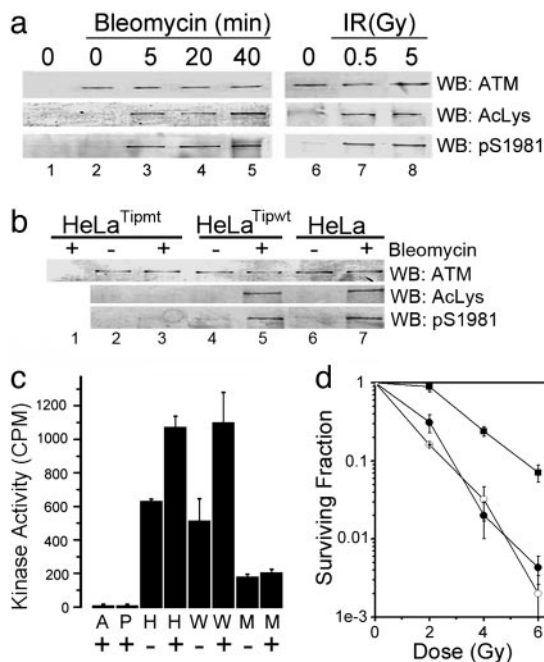 a
Bleomycin (min) IR(Gy)
0 0 5 20 40 0 0.5 5
WB: ATM
WB: AcLys
WB: pS1981
1 2 3 4 5 6 7 8
b
HeLaTipmt HeLaTipwt HeLa
+ - + - + - + Bleomycin
WB: ATM
WB: AcLys
WB: pS1981
1 2 3 4 5 6 7
c
Kinase Activity (CPM)
1200
1000
800
600
400
200
0
A P H H W W M M
+ + - + - + - +
d
Surviving Fraction
1
0.1
0.01
1e-3
0 2 4 6
Dose (Gy)